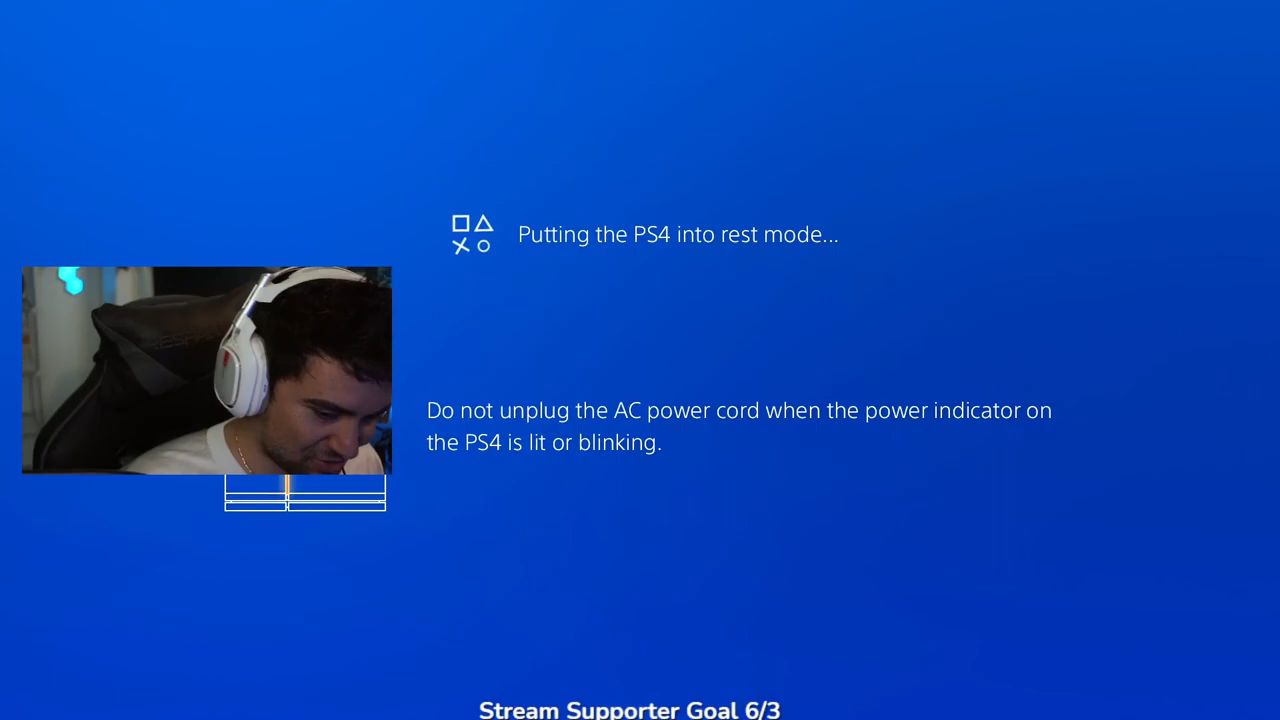 Putting the PS4 into rest mode...
Do not unplug the AC power cord when the power indicator on
the PS4 is lit or blinking.
Stream Supporter Goal 6/3